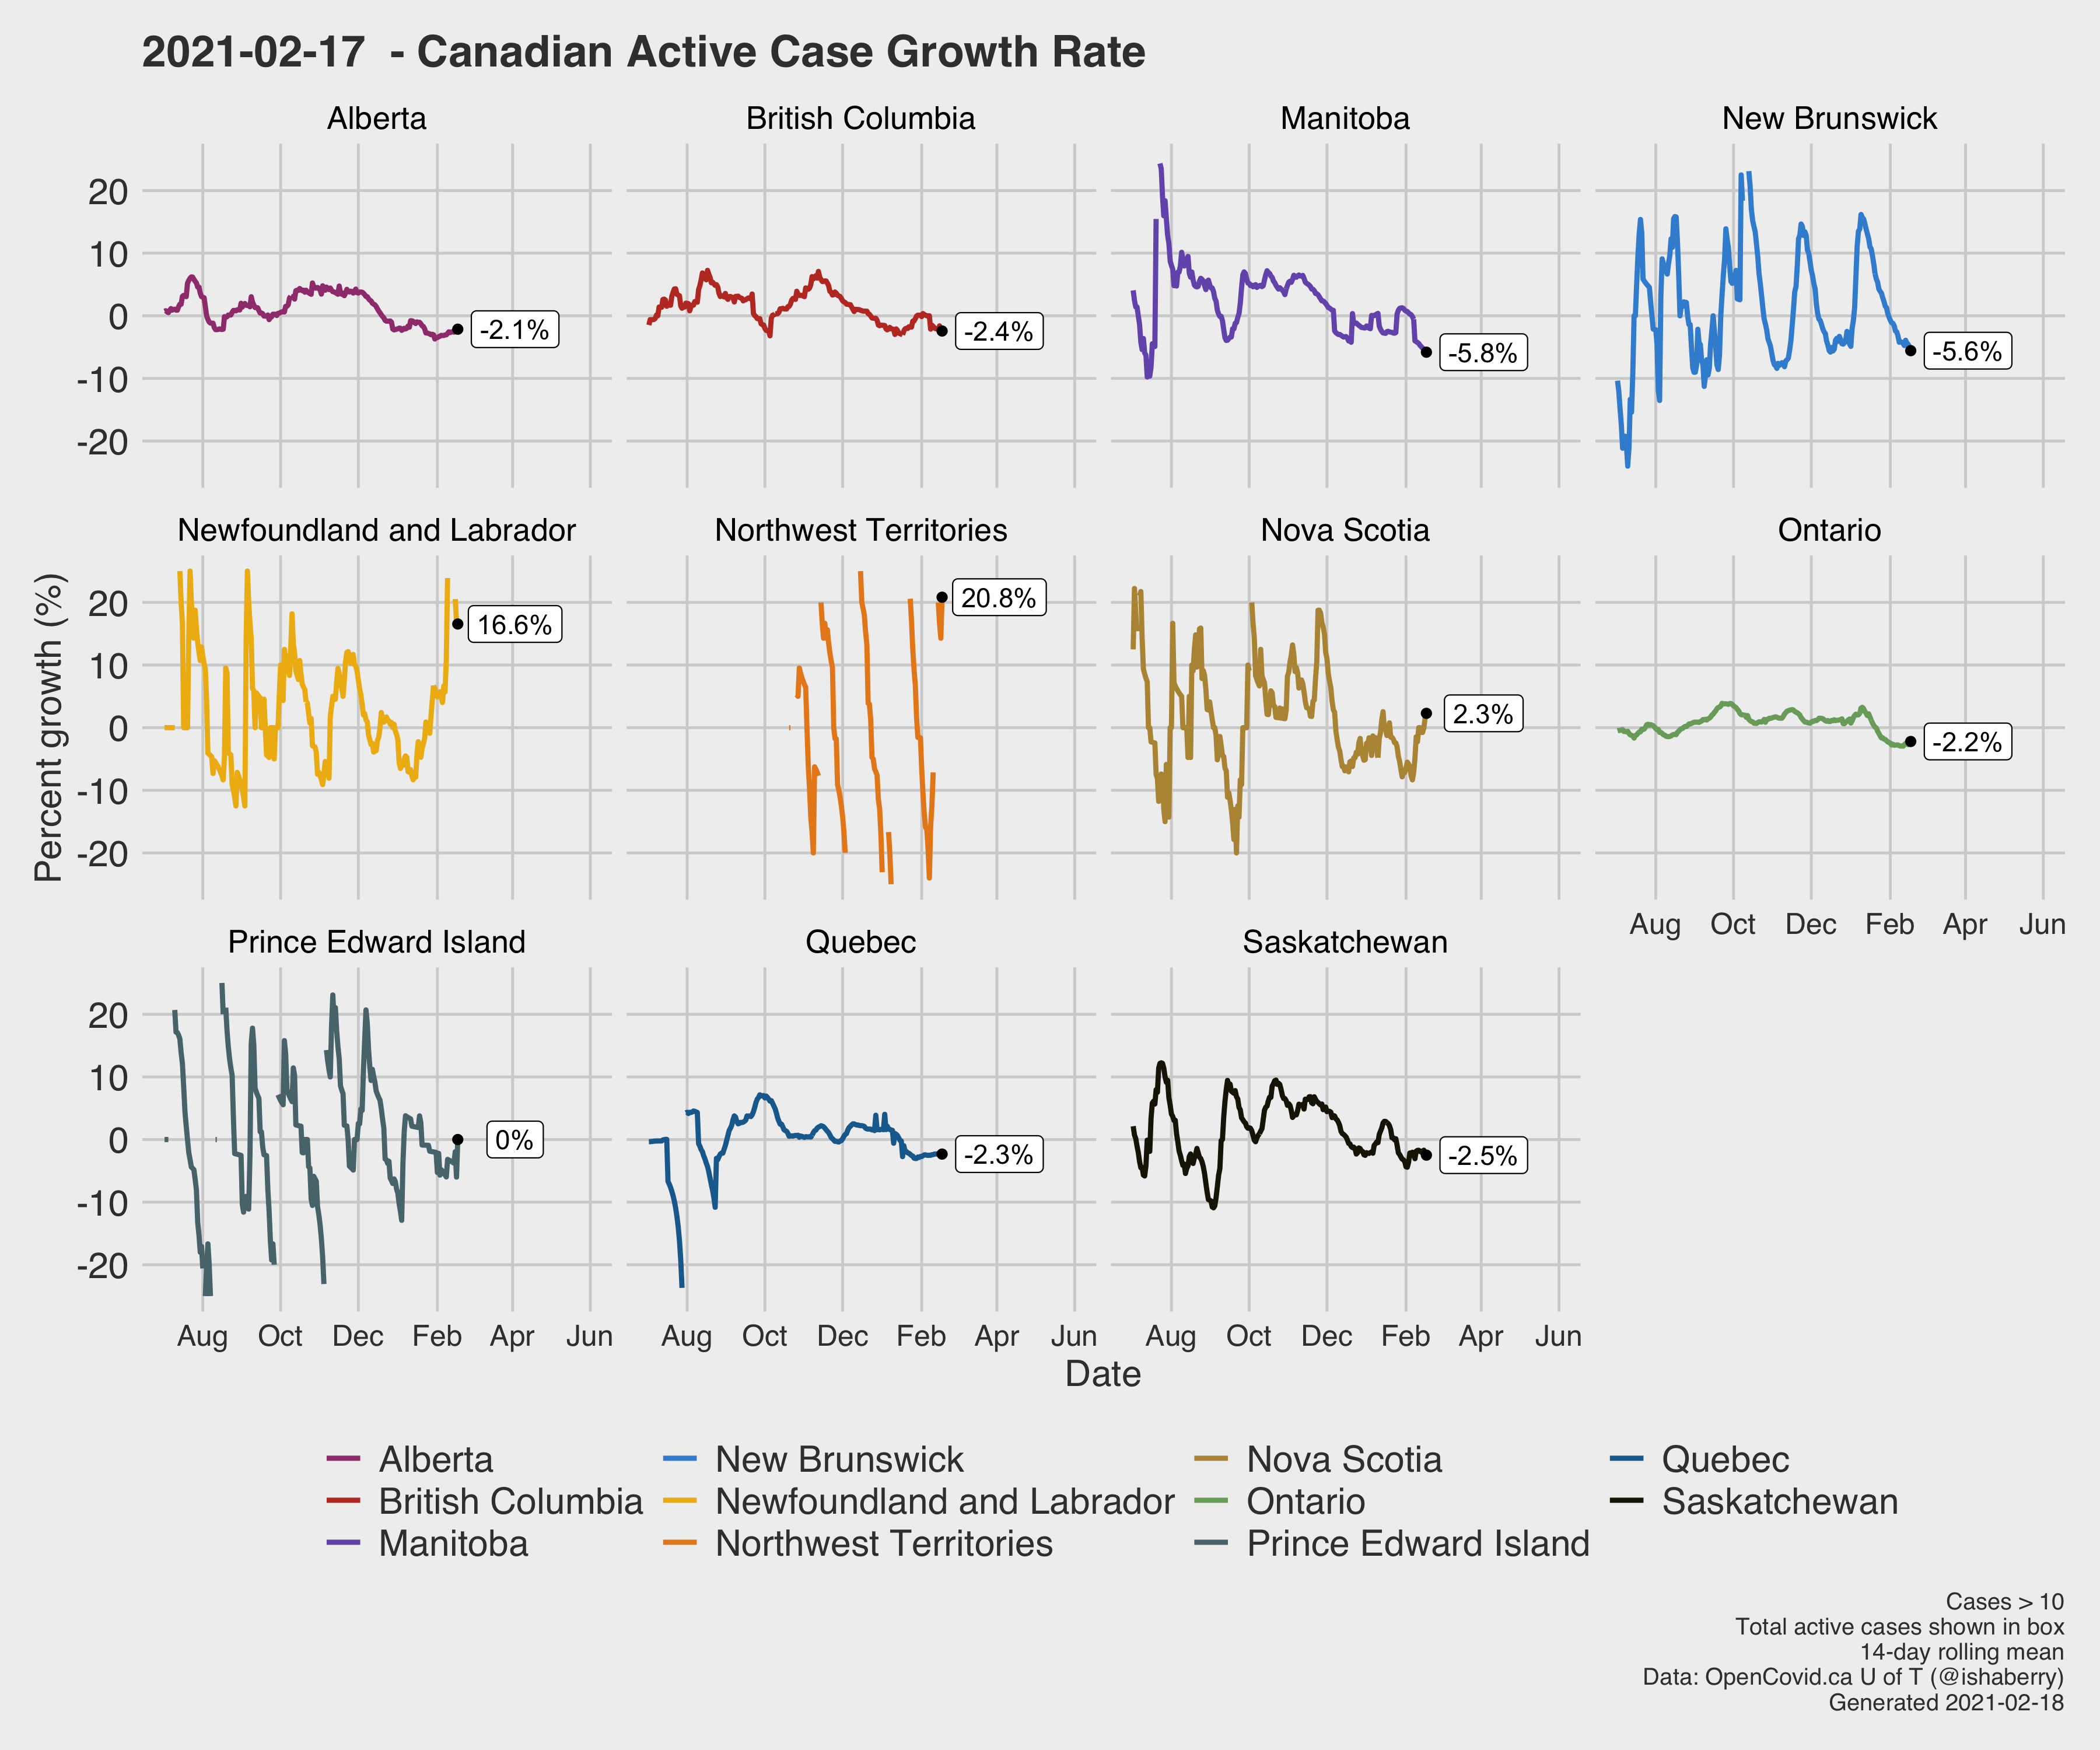 2021-02-17 - Canadian Active Case Growth Rate
Alberta British Columbia Manitoba New Brunswick
20
10
0
-10
-20
-2.1% -2.4% -5.8% -5.6%
Newfoundland and Labrador Northwest Territories Nova Scotia Ontario
Percent growth (%)
20
10
0
-10
-20
16.6% 20.8% 2.3% -2.2%
Aug Oct Dec Feb Apr Jun
Prince Edward Island Quebec Saskatchewan
20
10
0
-10
-20
0% -2.3% -2.5%
Aug Oct Dec Feb Apr Jun Aug Oct Dec Feb Apr Jun Aug Oct Dec Feb Apr Jun
Date
Alberta New Brunswick Nova Scotia Quebec
British Columbia Newfoundland and Labrador Ontario Saskatchewan
Manitoba Northwest Territories Prince Edward Island
Cases > 10
Total active cases shown in box
14-day rolling mean
Data: OpenCovid.ca U of T (@ishaberry)
Generated 2021-02-18